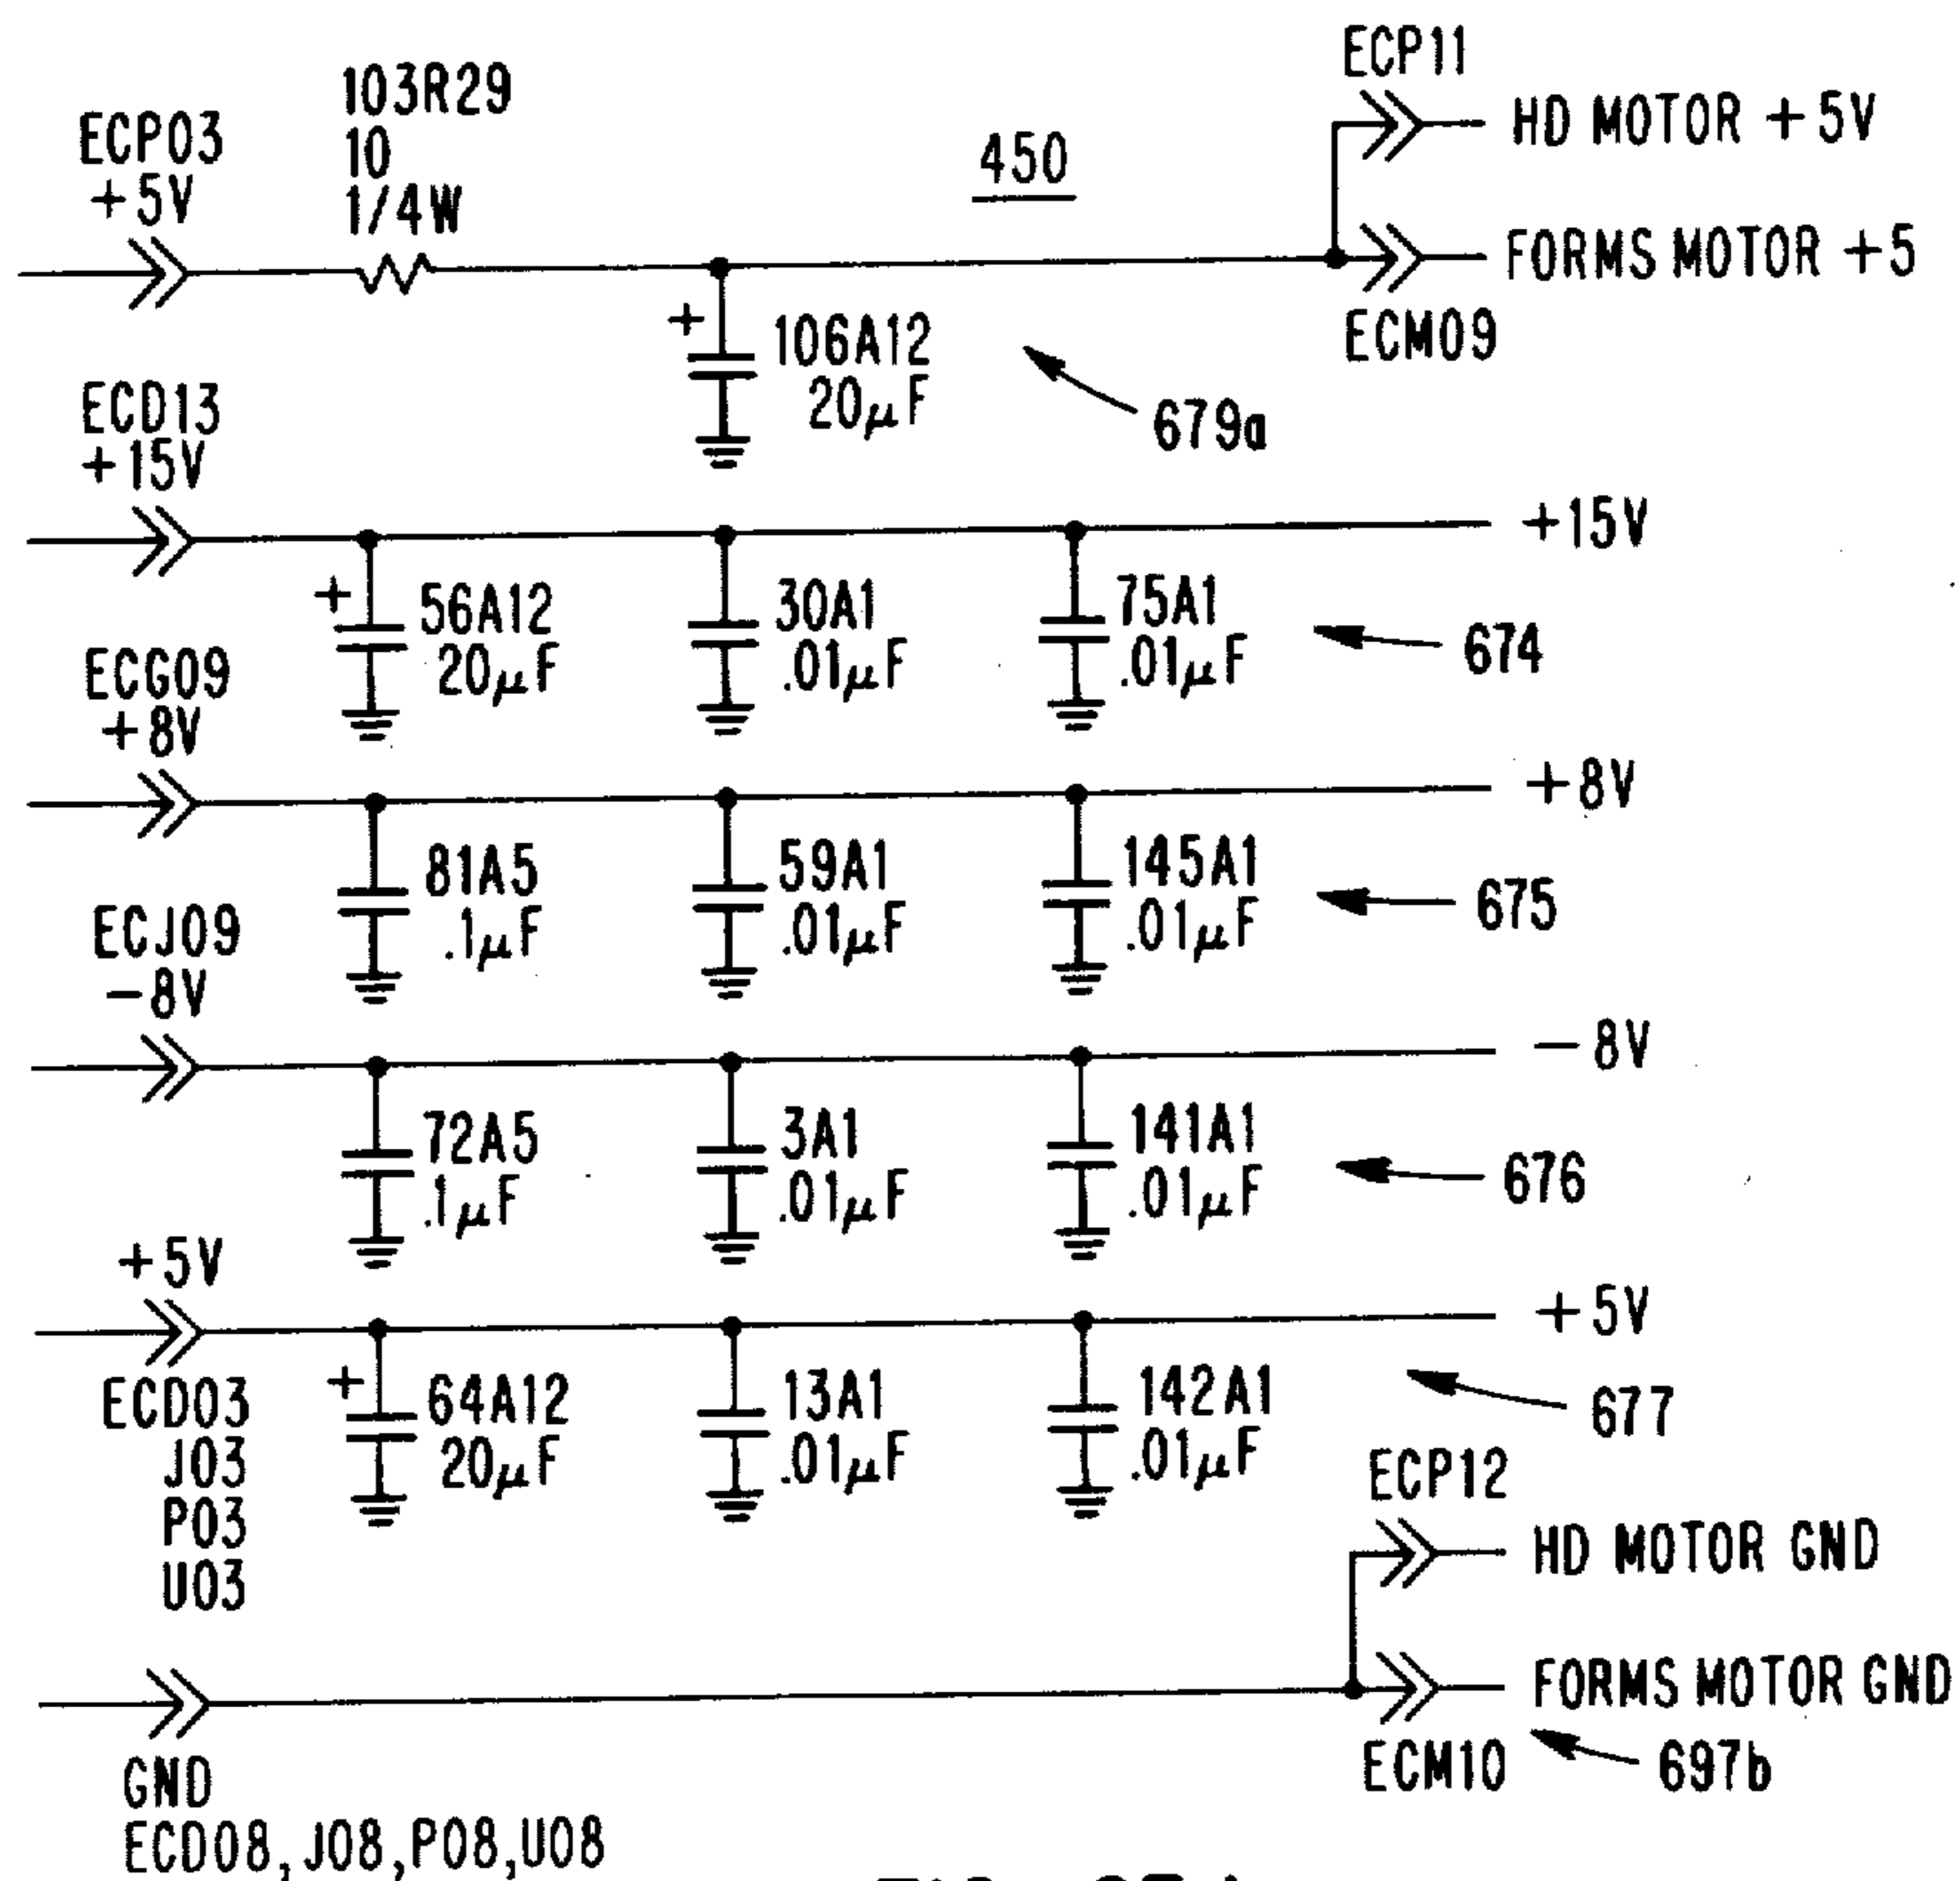 ECP11
HD MOTOR +5V
103R29
10
1/4W
ECP03
+5V
450
FORMS MOTOR +5
ECM09
+
106A12
20μF
679a
ECD13
+15V
+15V
+
56A12
20μF
30A1
.01μF
75A1
.01μF
674
ECG09
+8V
+8V
81A5
.1μF
59A1
.01μF
145A1
.01μF
675
ECJ09
-8V
-8V
72A5
.1μF
3A1
.01μF
141A1
.01μF
676
+5V
+5V
ECD03
J03
P03
U03
+
64A12
20μF
13A1
.01μF
142A1
.01μF
677
ECP12
HD MOTOR GND
FORMS MOTOR GND
ECM10
697b
GND
ECD08, J08, P08, U08